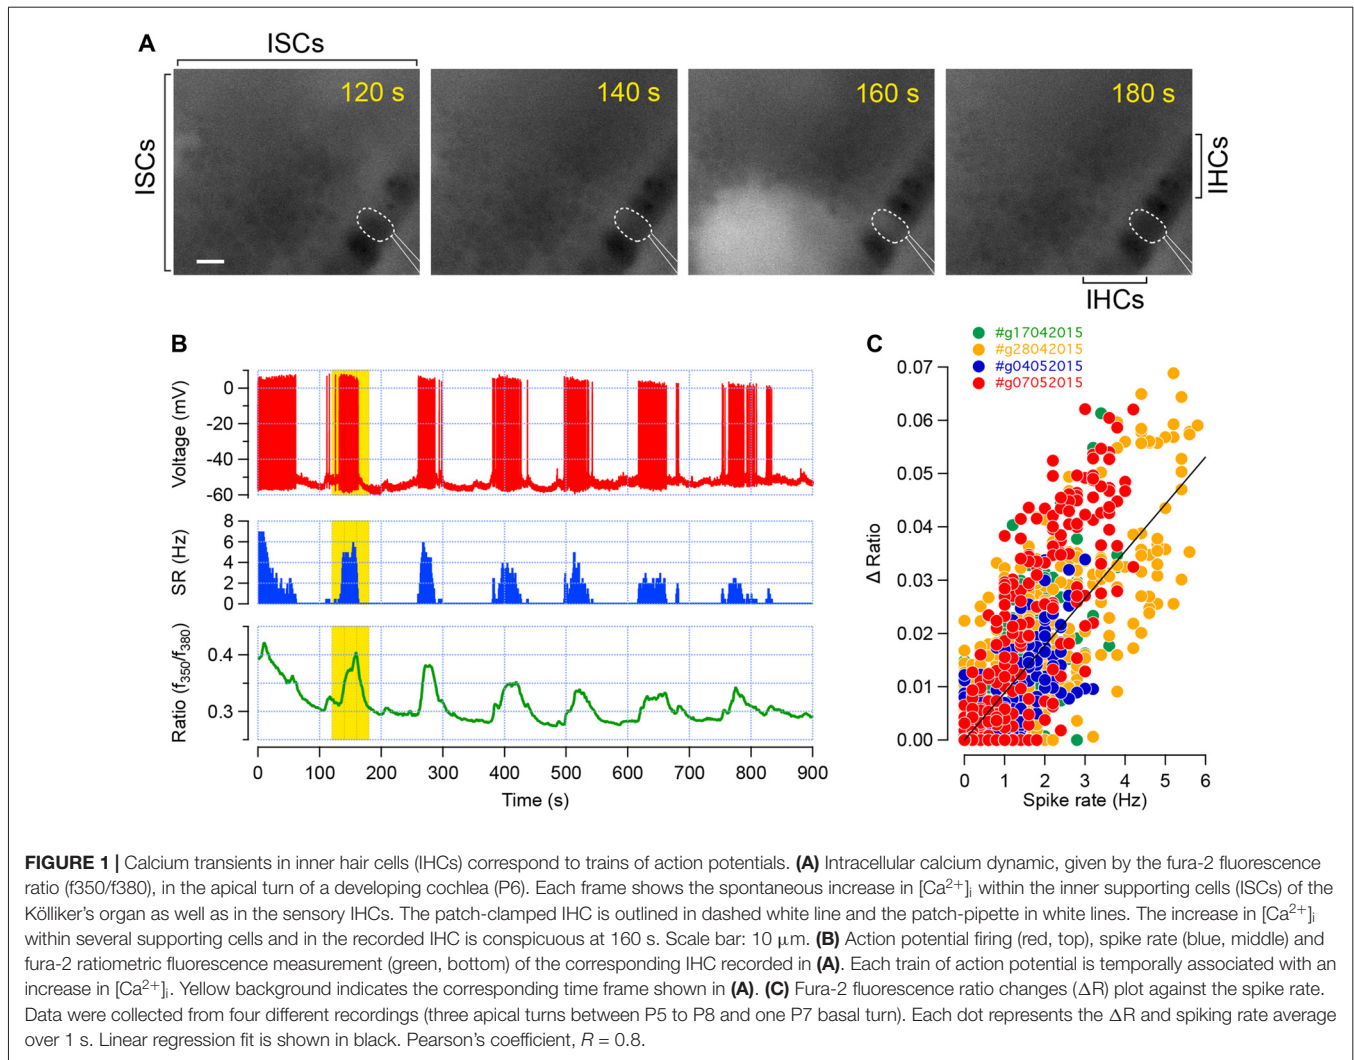 A
ISCs
ISCs
120 s
140 s
160 s
180 s
IHCs
IHCs
B
Voltage (mV)
0
-20
-40
-60
SR (Hz)
8
6
4
2
0
Ratio (f350/f380)
0.4
0.3
0 100 200 300 400 500 600 700 800 900
Time (s)
C
#g17042015
#g28042015
#g04052015
#g07052015
Δ Ratio
0.07
0.06
0.05
0.04
0.03
0.02
0.01
0.00
0 1 2 3 4 5 6
Spike rate (Hz)
FIGURE 1 | Calcium transients in inner hair cells (IHCs) correspond to trains of action potentials. (A) Intracellular calcium dynamic, given by the fura-2 fluorescence
ratio (f350/f380), in the apical turn of a developing cochlea (P6). Each frame shows the spontaneous increase in [Ca2+]i within the inner supporting cells (ISCs) of the
Kölliker's organ as well as in the sensory IHCs. The patch-clamped IHC is outlined in dashed white line and the patch-pipette in white lines. The increase in [Ca2+]i
within several supporting cells and in the recorded IHC is conspicuous at 160 s. Scale bar: 10 μm. (B) Action potential firing (red, top), spike rate (blue, middle) and
fura-2 ratiometric fluorescence measurement (green, bottom) of the corresponding IHC recorded in (A). Each train of action potential is temporally associated with an
increase in [Ca2+]i. Yellow background indicates the corresponding time frame shown in (A). (C) Fura-2 fluorescence ratio changes (ΔR) plot against the spike rate.
Data were collected from four different recordings (three apical turns between P5 to P8 and one P7 basal turn). Each dot represents the ΔR and spiking rate average
over 1 s. Linear regression fit is shown in black. Pearson's coefficient, R = 0.8.